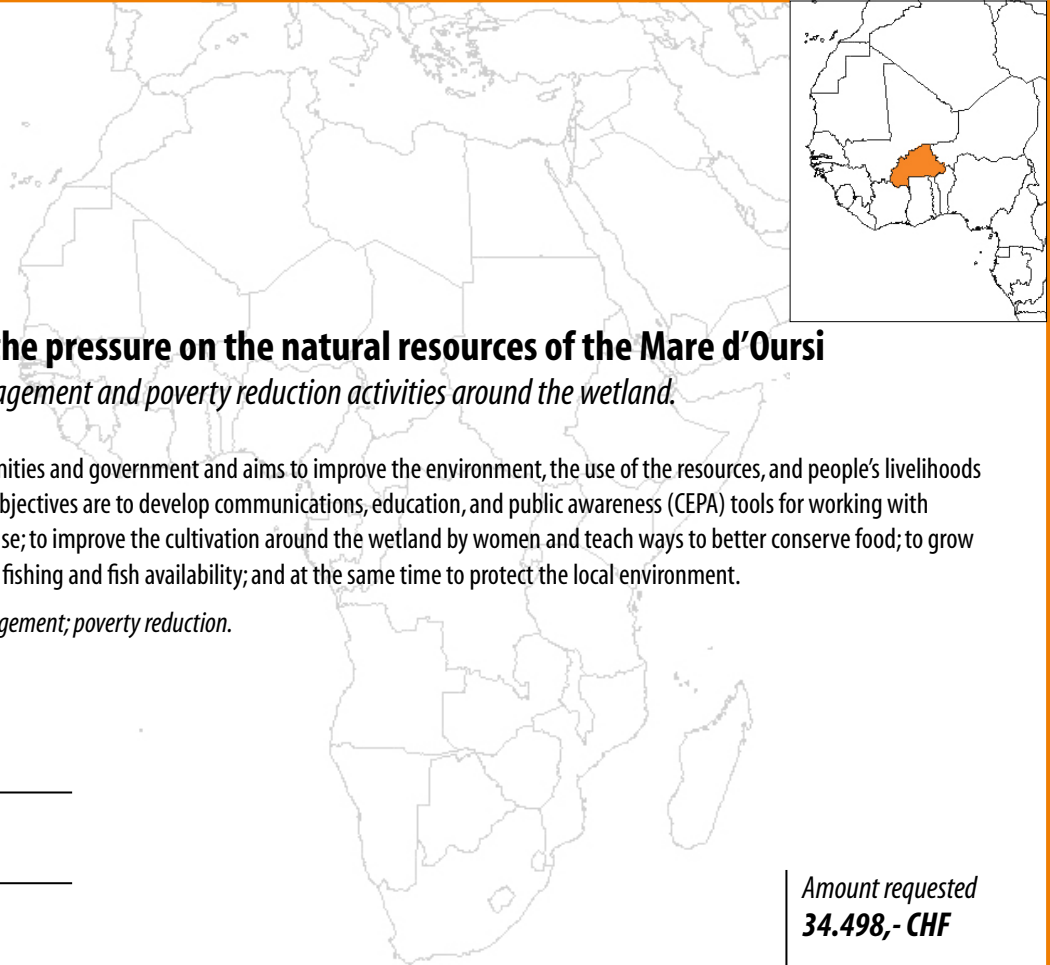 the pressure on the natural resources of the Mare d’Oursi
agement and poverty reduction activities around the wetland.
nities and government and aims to improve the environment, the use of the resources, and people’s livelihoods
bjectives are to develop communications, education, and public awareness (CEPA) tools for working with
se; to improve the cultivation around the wetland by women and teach ways to better conserve food; to grow
fishing and fish availability; and at the same time to protect the local environment.
gement; poverty reduction.
Amount requested
34.498,- CHF